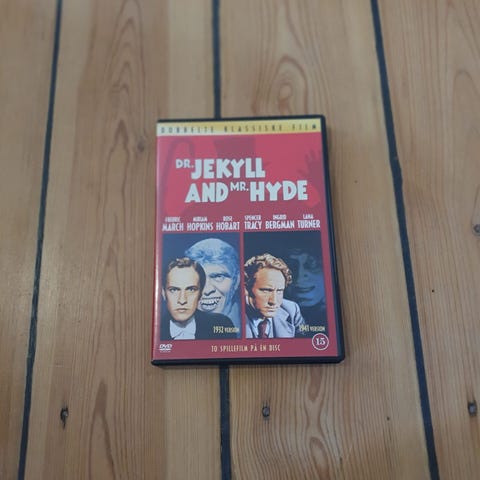 DOBBELTE KLASSISKE FILM
DR. JEKYLL
AND MR. HYDE
FREDRIC MARCH MIRIAM HOPKINS ROSE HOBART SPENCER TRACY INGRID BERGMAN LANA TURNER
1932 VERSION 1941 VERSION
DVD 15
TO SPILLEFILM PÅ ÉN DISC